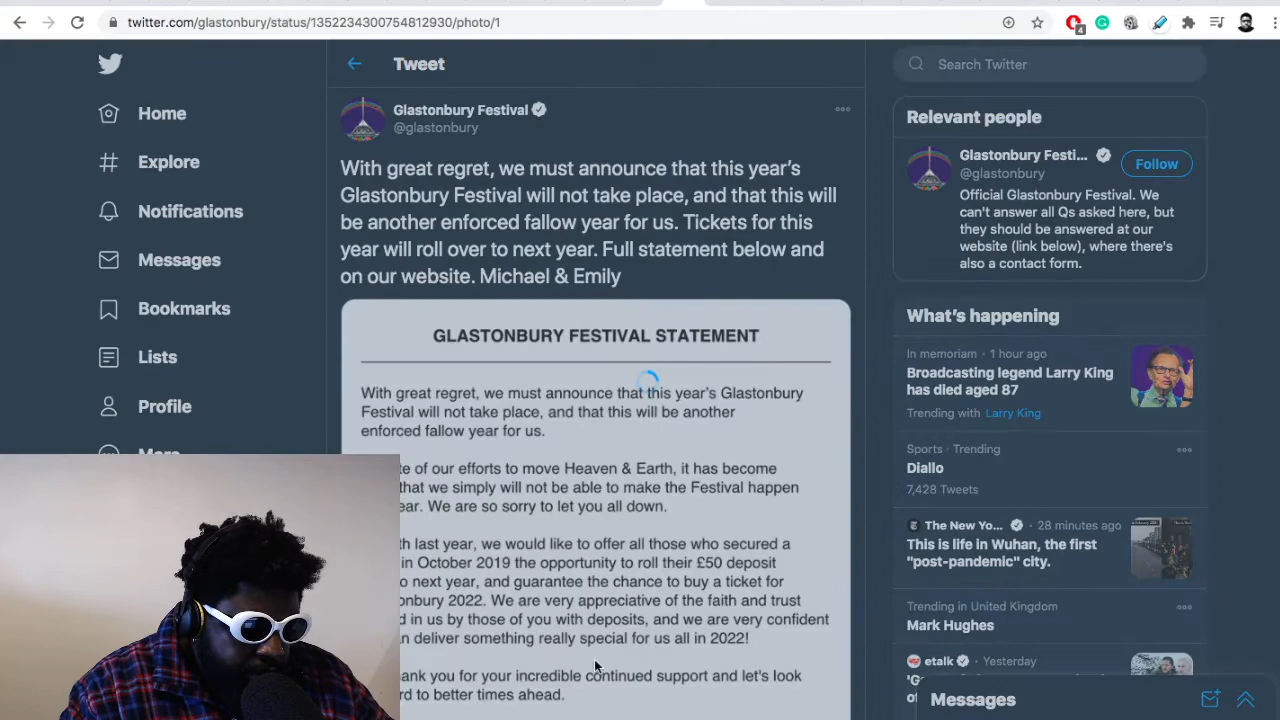 twitter.com/glastonbury/status/1352234300754812930/photo/1
4
Home
Explore
Notifications
Messages
Bookmarks
Lists
Profile
More
Tweet
Glastonbury Festival
@glastonbury
With great regret, we must announce that this year's
Glastonbury Festival will not take place, and that this will
be another enforced fallow year for us. Tickets for this
year will roll over to next year. Full statement below and
on our website. Michael & Emily
GLASTONBURY FESTIVAL STATEMENT
With great regret, we must announce that this year's Glastonbury
Festival will not take place, and that this will be another
enforced fallow year for us.
te of our efforts to move Heaven & Earth, it has become
that we simply will not be able to make the Festival happen
ear. We are so sorry to let you all down.
th last year, we would like to offer all those who secured a
in October 2019 the opportunity to roll their £50 deposit
o next year, and guarantee the chance to buy a ticket for
onbury 2022. We are very appreciative of the faith and trust
d in us by those of you with deposits, and we are very confident
n deliver something really special for us all in 2022!
ank you for your incredible continued support and let's look
rd to better times ahead.
Search Twitter
Relevant people
Glastonbury Festi...
@glastonbury
Follow
Official Glastonbury Festival. We
can't answer all Qs asked here, but
they should be answered at our
website (link below), where there's
also a contact form.
What's happening
In memoriam · 1 hour ago
Broadcasting legend Larry King
has died aged 87
Trending with Larry King
Sports · Trending
Diallo
7,428 Tweets
The New Yo... · 28 minutes ago
This is life in Wuhan, the first
"post-pandemic" city.
Trending in United Kingdom
Mark Hughes
etalk · Yesterday
Messages